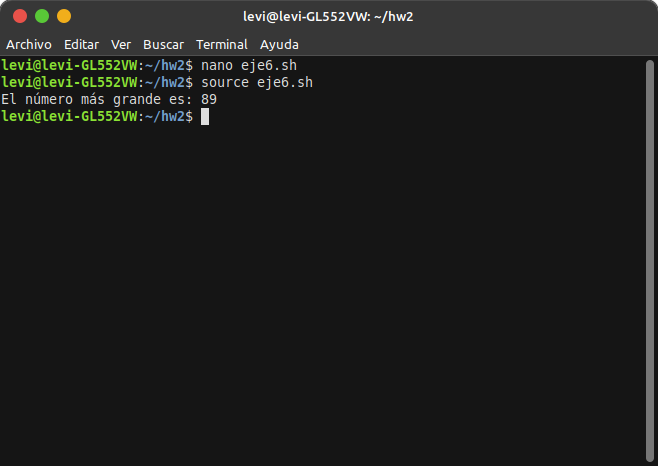 levi@levi-GL552VW: ~/hw2
Archivo Editar Ver Buscar Terminal Ayuda
levi@levi-GL552VW:~/hw2$ nano eje6.sh
levi@levi-GL552VW:~/hw2$ source eje6.sh
El número más grande es: 89
levi@levi-GL552VW:~/hw2$